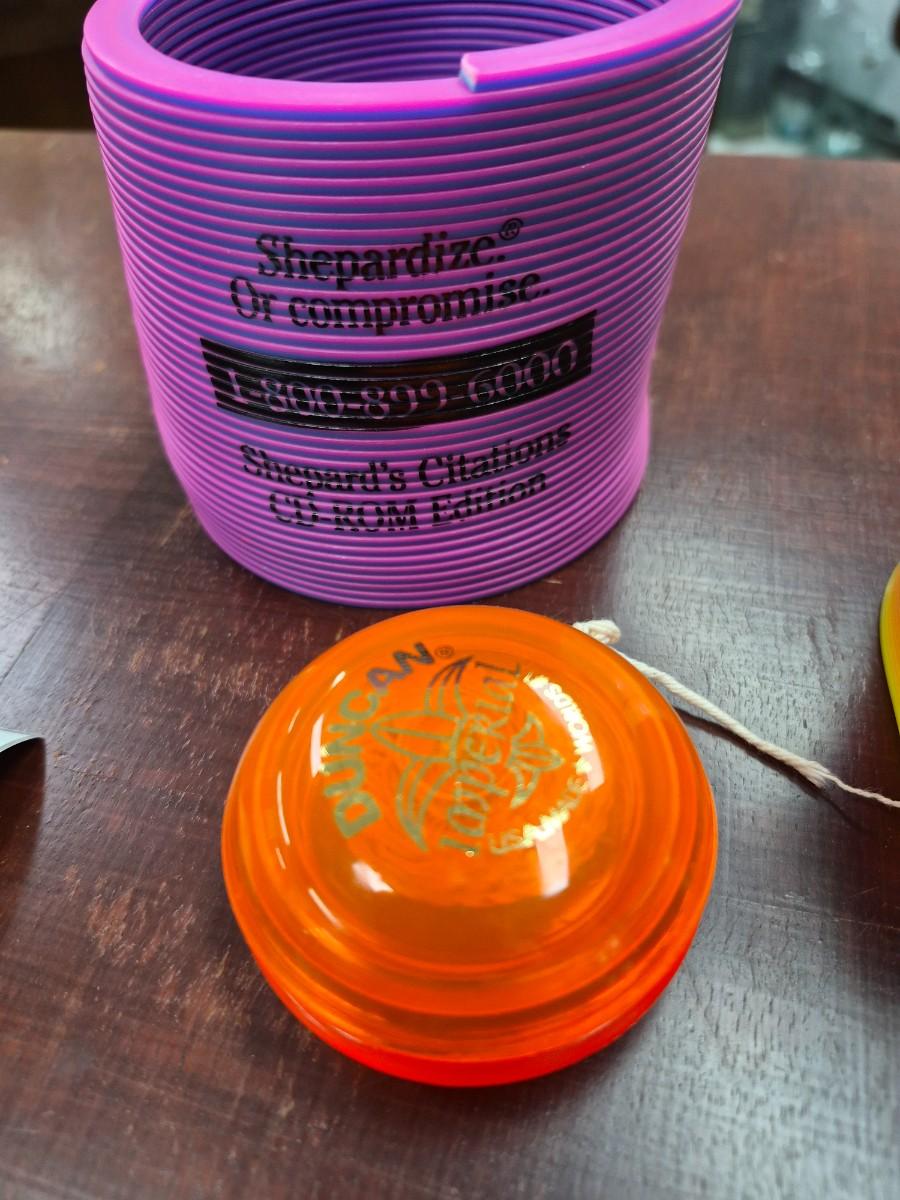 Shepardize.®
Or compromise.
1-800-899-6000
Shepard's Citations
CD-ROM Edition
DUNCAN®
IMPERIAL